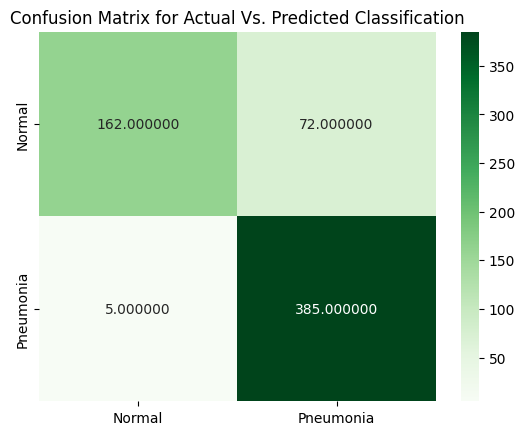 Confusion Matrix for Actual Vs. Predicted Classification
Normal
162.000000
72.000000
Pneumonia
5.000000
385.000000
Normal
Pneumonia
350
300
250
200
150
100
50